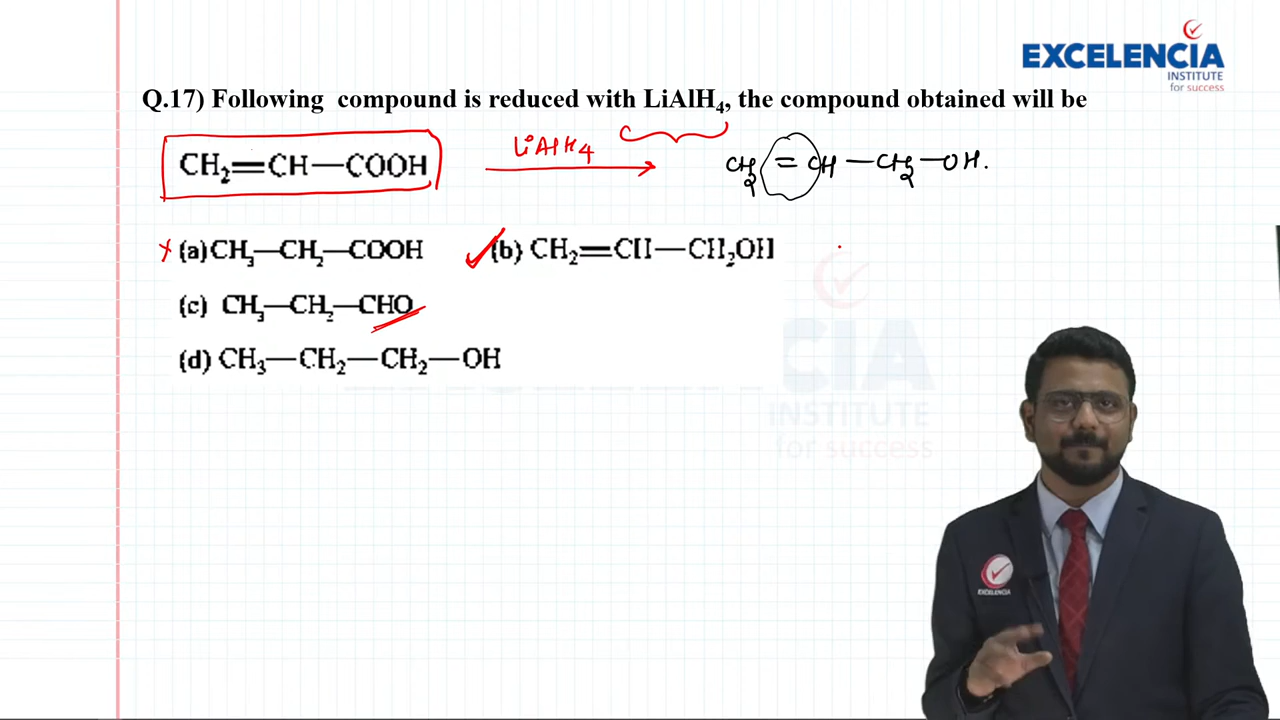 EXCELENCIA
INSTITUTE
for success
Q.17) Following compound is reduced with LiAlH₄, the compound obtained will be
CH₂=CH—COOH LiAlH₄ CH₂=CH—CH₂—OH.
(a) CH₃—CH₂—COOH (b) CH₂=CH—CH₂OH
(c) CH₃—CH₂—CHO
(d) CH₃—CH₂—CH₂—OH
CIA
INSTITUTE
for success
EXCELENCIA